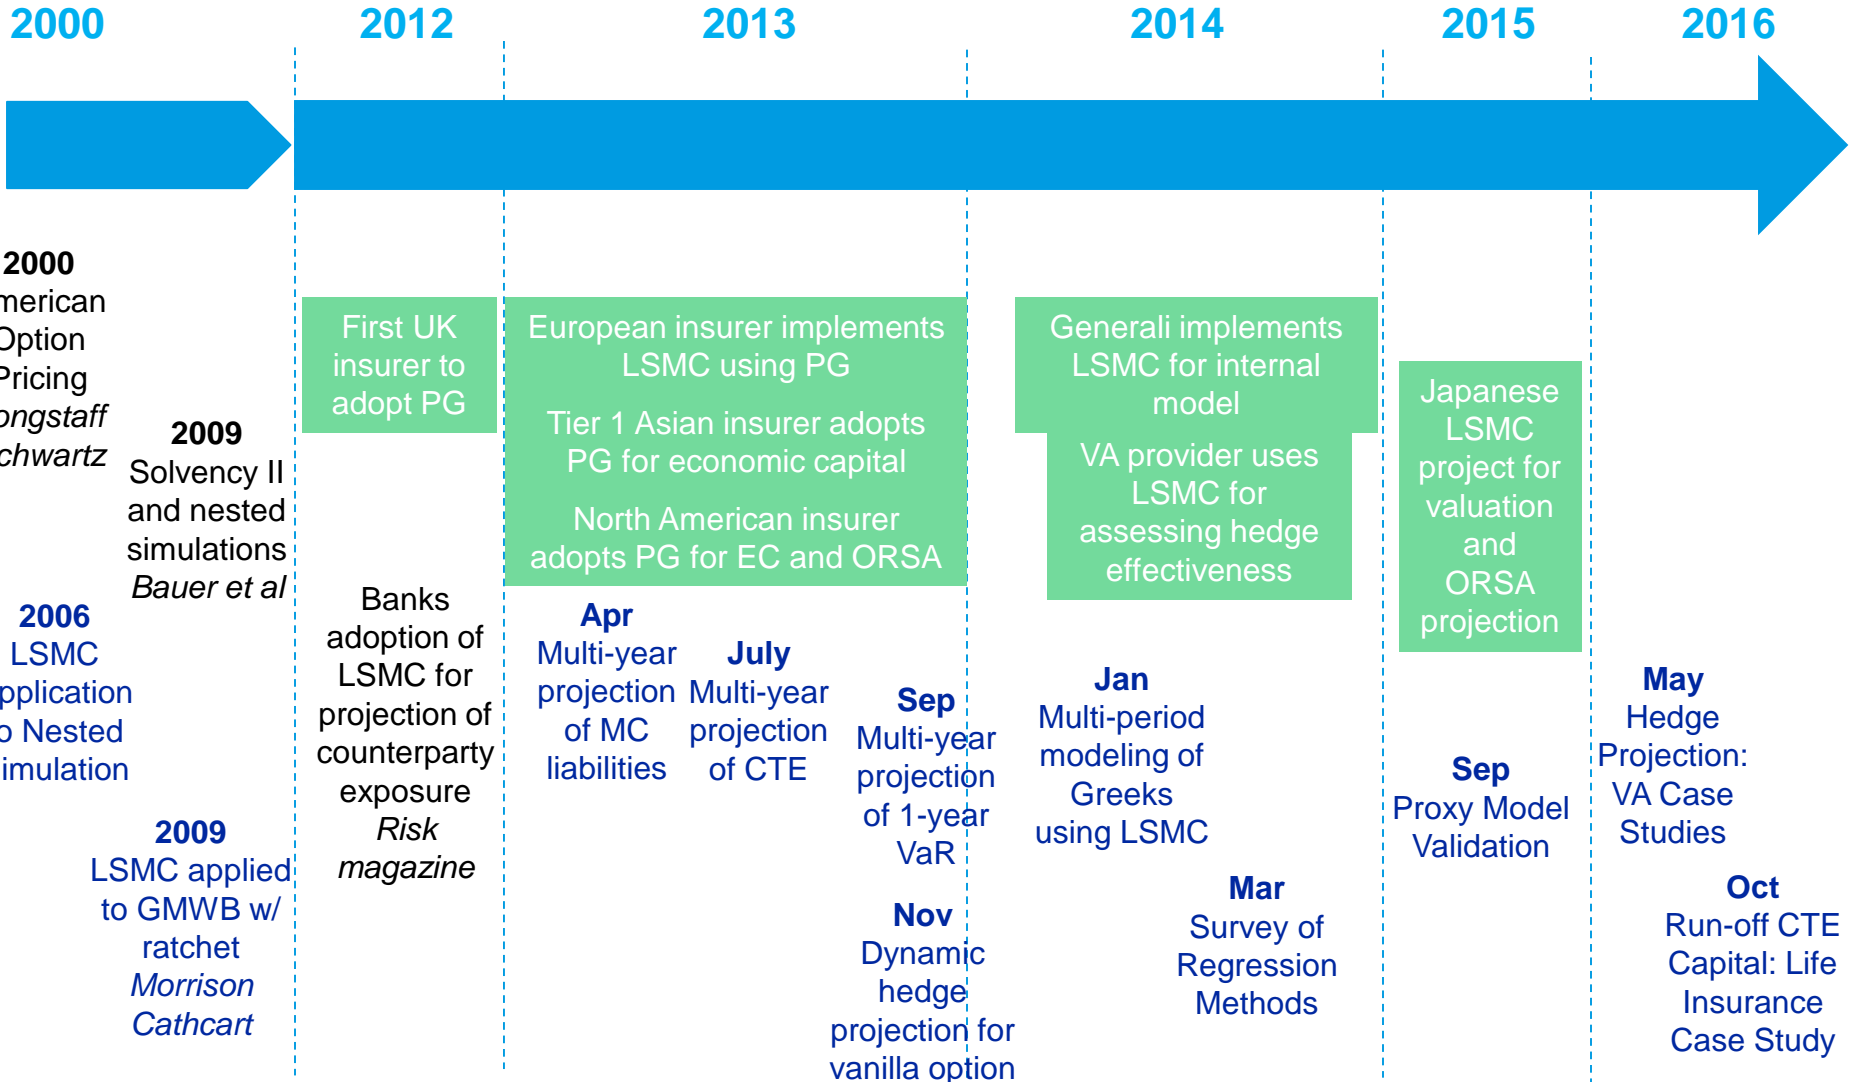 2000
2012
2013
2014
2015
2016
2000
merican
Option
Pricing
ongstaff
chwartz
2009
Solvency II
and nested
simulations
Bauer et al
2006
LSMC
pplication
o Nested
imulation
2009
LSMC applied
to GMWB w/
ratchet
Morrison
Cathcart
First UK
insurer to
adopt PG
Banks
adoption of
LSMC for
projection of
counterparty
exposure
Risk
magazine
European insurer implements
LSMC using PG
Tier 1 Asian insurer adopts
PG for economic capital
North American insurer
adopts PG for EC and ORSA
Apr
Multi-year
projection
of MC
liabilities
July
Multi-year
projection
of CTE
Sep
Multi-year
projection
of 1-year
VaR
Nov
Dynamic
hedge
projection for
vanilla option
Generali implements
LSMC for internal
model
VA provider uses
LSMC for
assessing hedge
effectiveness
Jan
Multi-period
modeling of
Greeks
using LSMC
Mar
Survey of
Regression
Methods
Japanese
LSMC
project for
valuation
and
ORSA
projection
Sep
Proxy Model
Validation
May
Hedge
Projection:
VA Case
Studies
Oct
Run-off CTE
Capital: Life
Insurance
Case Study